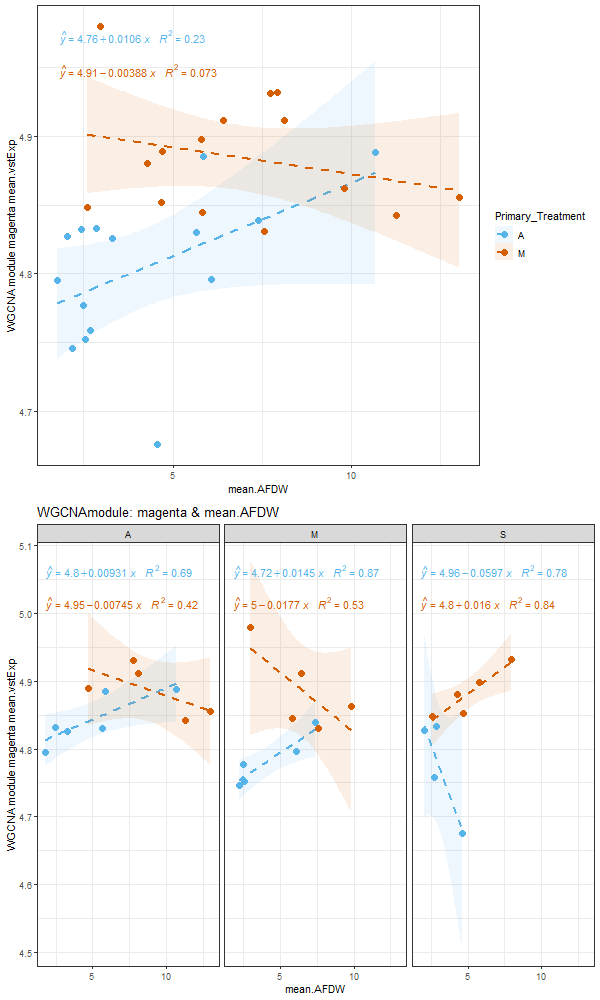 ŷ = 4.76 + 0.0106 x   R² = 0.23
ŷ = 4.91 − 0.00388 x   R² = 0.073
4.9
4.8
4.7
WGCNA module magenta mean.vstExp
5
10
mean.AFDW
Primary_Treatment
A
M
WGCNAmodule: magenta & mean.AFDW
A
M
S
ŷ = 4.8 + 0.00931 x   R² = 0.69
ŷ = 4.95 − 0.00745 x   R² = 0.42
ŷ = 4.72 + 0.0145 x   R² = 0.87
ŷ = 5 − 0.0177 x   R² = 0.53
ŷ = 4.96 − 0.0597 x   R² = 0.78
ŷ = 4.8 + 0.016 x   R² = 0.84
5.1
5.0
4.9
4.8
4.7
4.6
4.5
WGCNA module magenta mean.vstExp
5
10
5
10
5
10
mean.AFDW